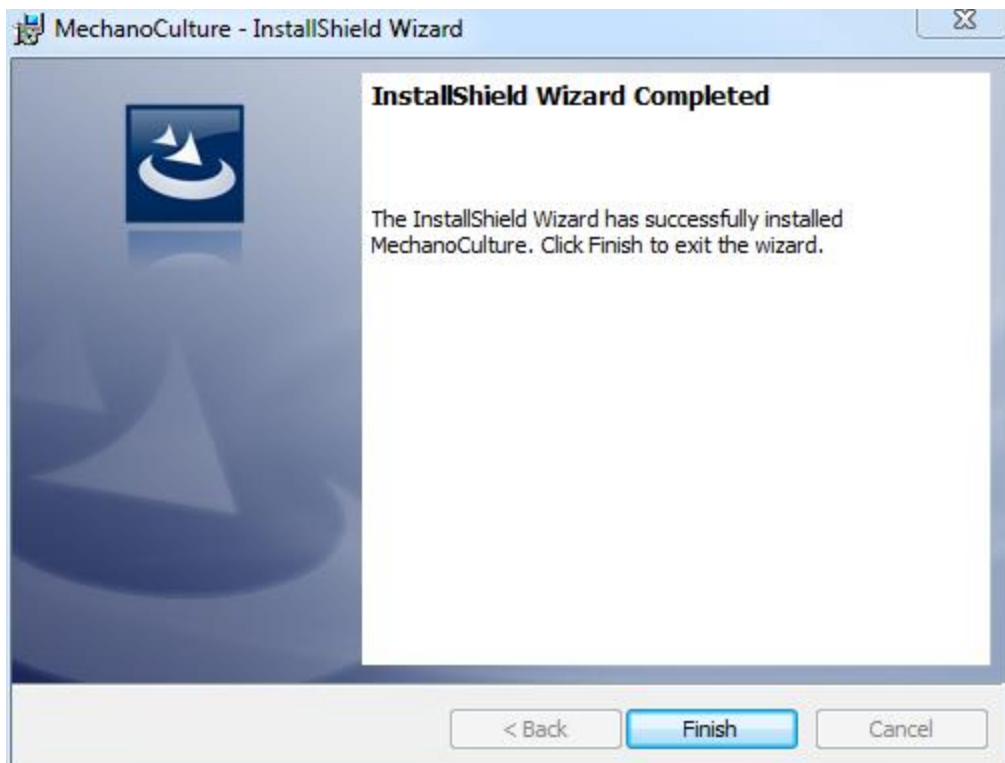 MechanoCulture - InstallShield Wizard
InstallShield Wizard Completed
The InstallShield Wizard has successfully installed
MechanoCulture. Click Finish to exit the wizard.
< Back
Finish
Cancel